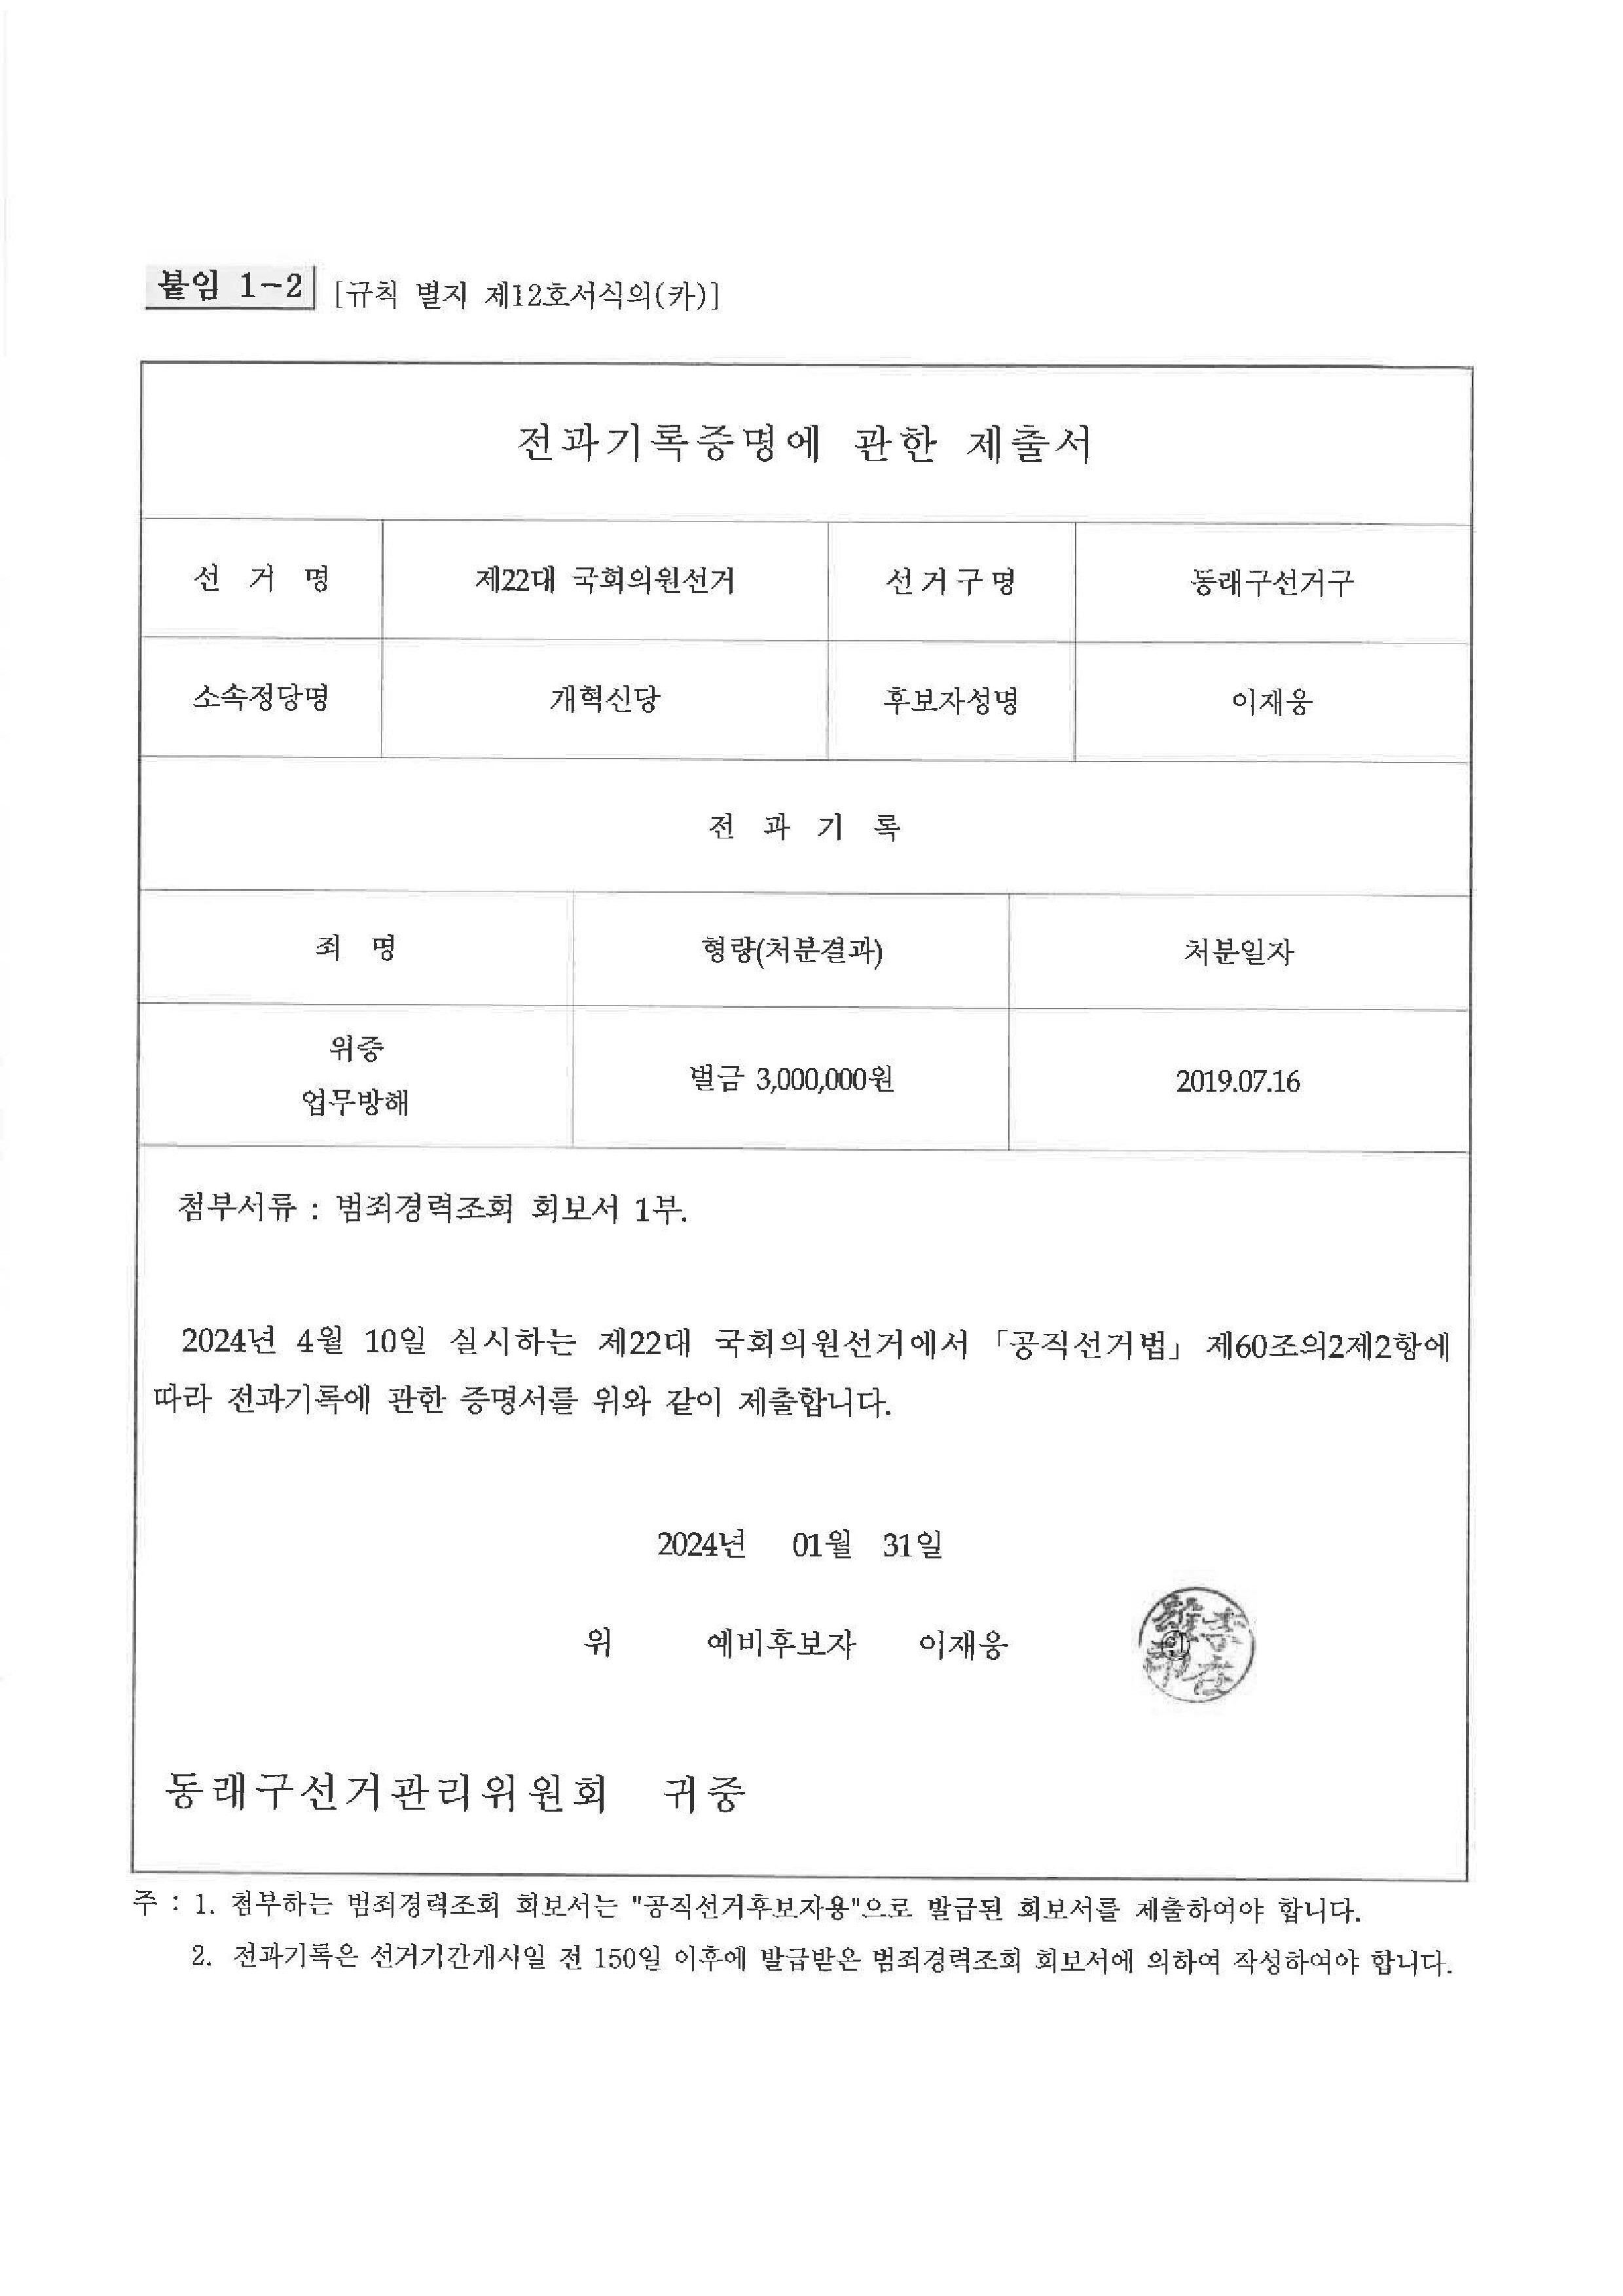 붙임 1-2 [규칙 별지 제12호서식의(카)]
전과기록증명에 관한 제출서
선 거 명 제22대 국회의원선거 선거구명 동래구선거구
소속정당명 개혁신당 후보자성명 이재웅
전 과 기 록
죄 명 형량(처분결과) 처분일자
위증
업무방해 벌금 3,000,000원 2019.07.16
첨부서류 : 범죄경력조회 회보서 1부.
2024년 4월 10일 실시하는 제22대 국회의원선거에서 「공직선거법」 제60조의2제2항에
따라 전과기록에 관한 증명서를 위와 같이 제출합니다.
2024년 01월 31일
위 예비후보자 이재웅 ㊞
동래구선거관리위원회 귀중
주 : 1. 첨부하는 범죄경력조회 회보서는 "공직선거후보자용"으로 발급된 회보서를 제출하여야 합니다.
2. 전과기록은 선거기간개시일 전 150일 이후에 발급받은 범죄경력조회 회보서에 의하여 작성하여야 합니다.